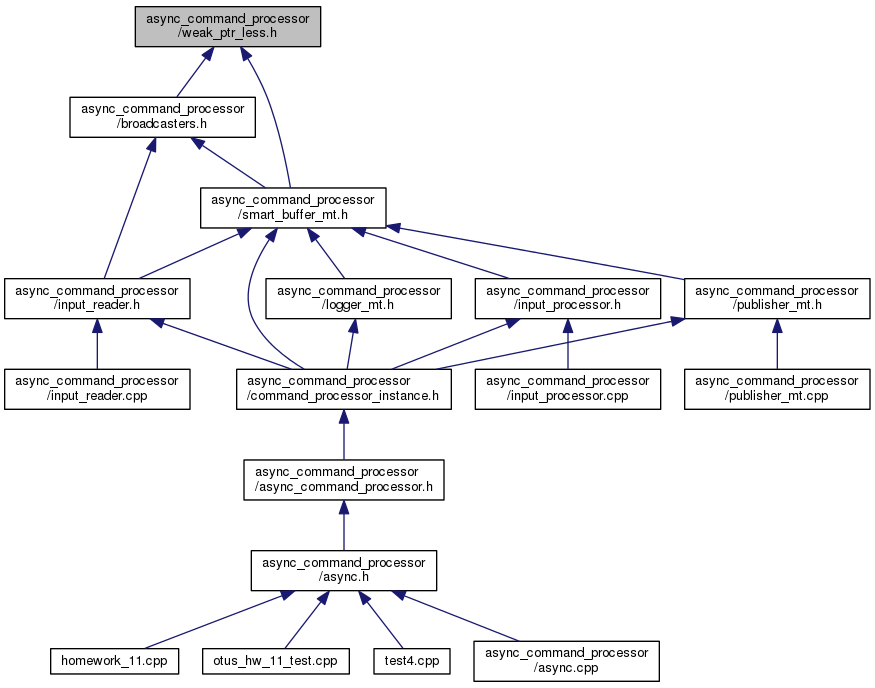 async_command_processor
/weak_ptr_less.h
async_command_processor
/broadcasters.h
async_command_processor
/smart_buffer_mt.h
async_command_processor
/input_reader.h
async_command_processor
/logger_mt.h
async_command_processor
/input_processor.h
async_command_processor
/publisher_mt.h
async_command_processor
/input_reader.cpp
async_command_processor
/command_processor_instance.h
async_command_processor
/input_processor.cpp
async_command_processor
/publisher_mt.cpp
async_command_processor
/async_command_processor.h
async_command_processor
/async.h
homework_11.cpp
otus_hw_11_test.cpp
test4.cpp
async_command_processor
/async.cpp